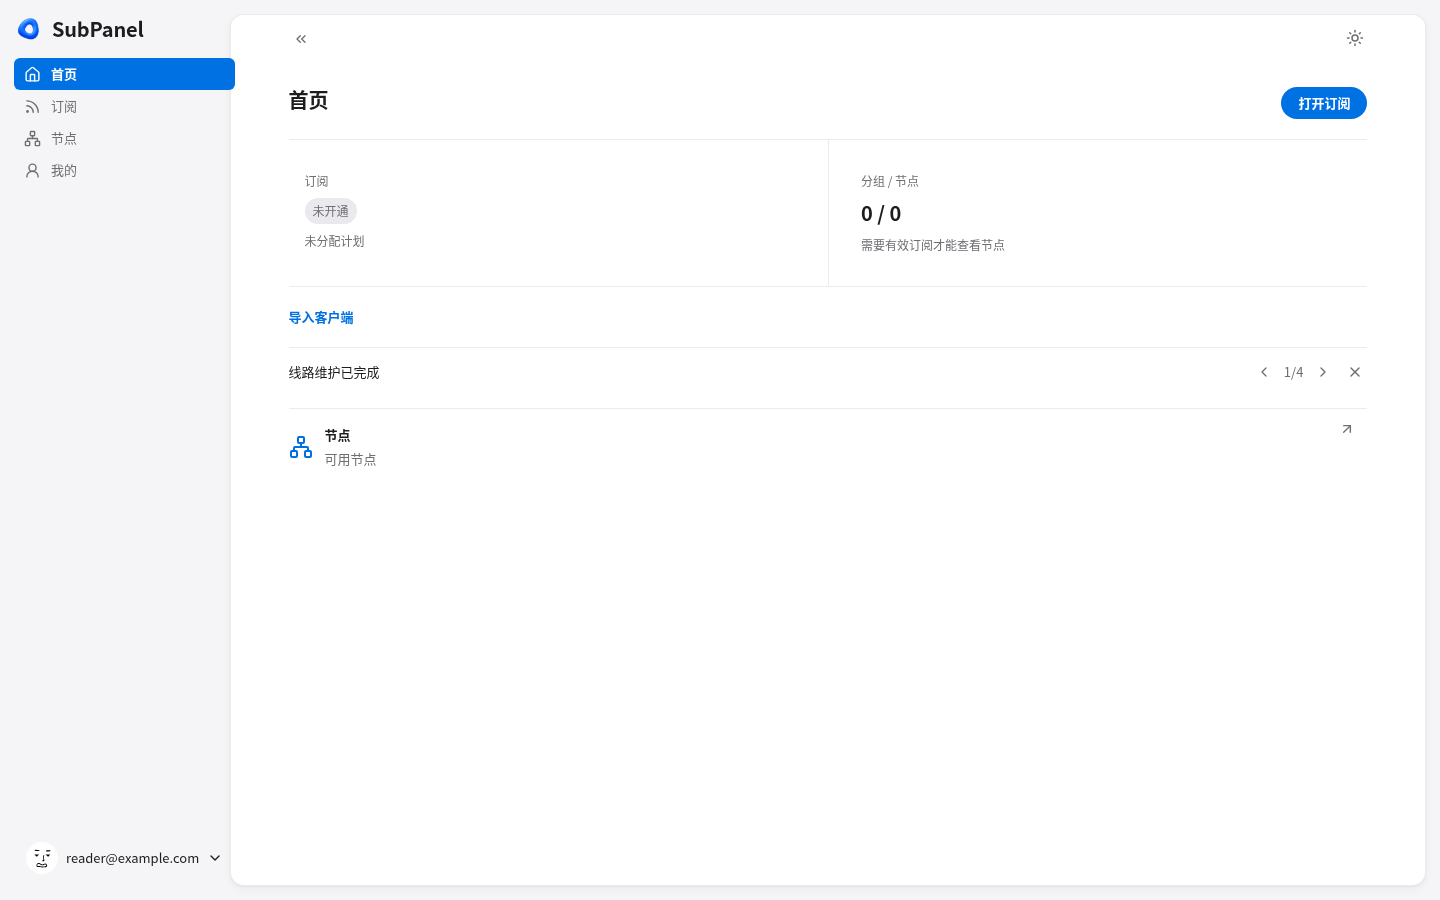 SubPanel
首页
订阅
节点
我的
首页
打开订阅
订阅
未开通
未分配计划
分组 / 节点
0 / 0
需要有效订阅才能查看节点
导入客户端
线路维护已完成
1/4
节点
可用节点
reader@example.com